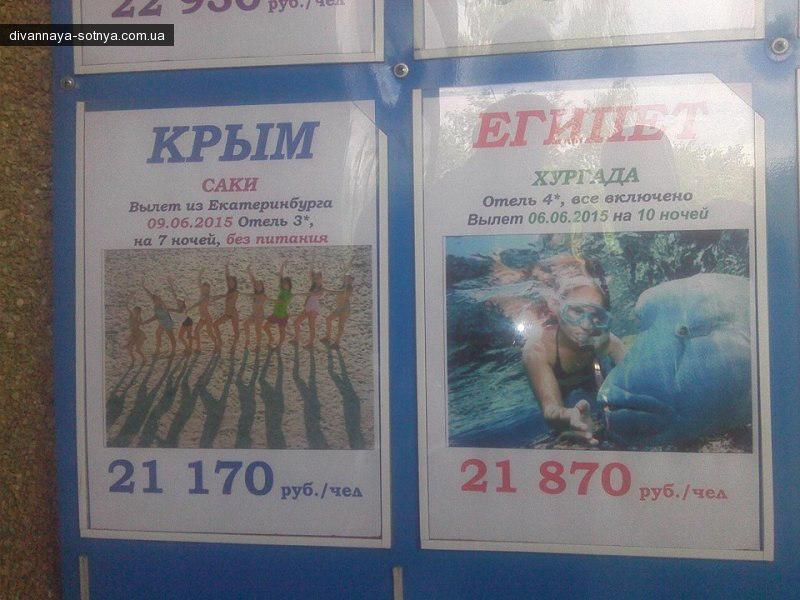 22 950 руб./чел
divannaya-sotnya.com.ua
КРЫМ
САКИ
Вылет из Екатеринбурга
09.06.2015 Отель 3*,
на 7 ночей, без питания
21 170 руб./чел
ЕГИПЕТ
ХУРГАДА
Отель 4*, все включено
Вылет 06.06.2015 на 10 ночей
21 870 руб./чел